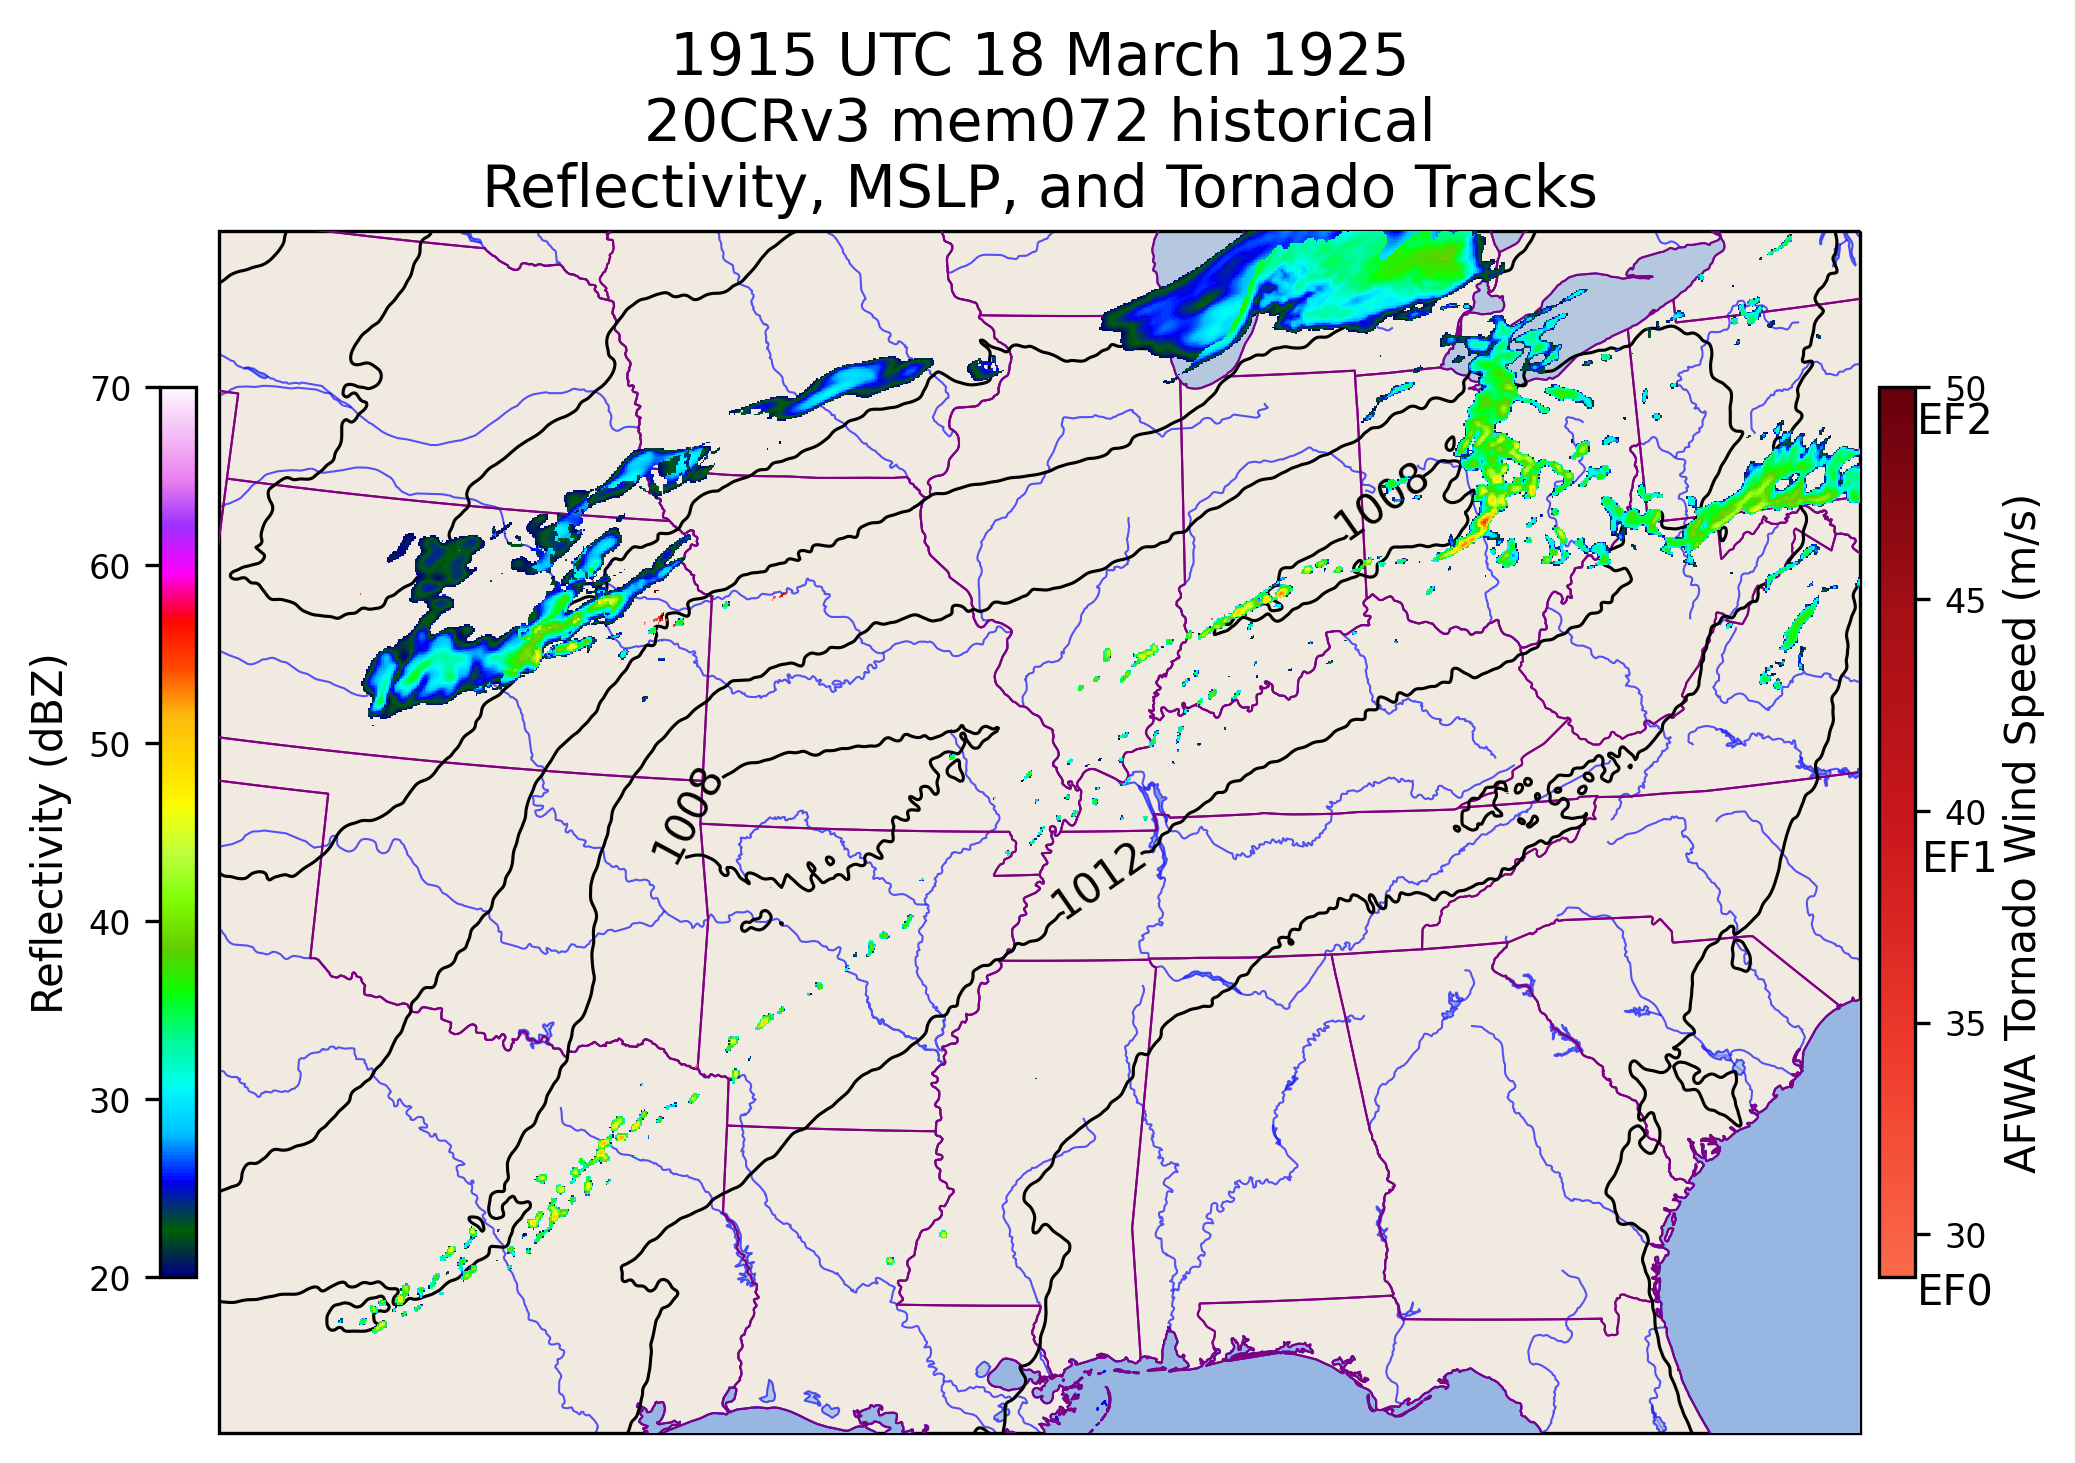 1915 UTC 18 March 1925
20CRv3 mem072 historical
Reflectivity, MSLP, and Tornado Tracks
70
60
50
40
30
20
Reflectivity (dBZ)
1008
1008
1012
50
EF2
45
40
EF1
35
30
EF0
AFWA Tornado Wind Speed (m/s)